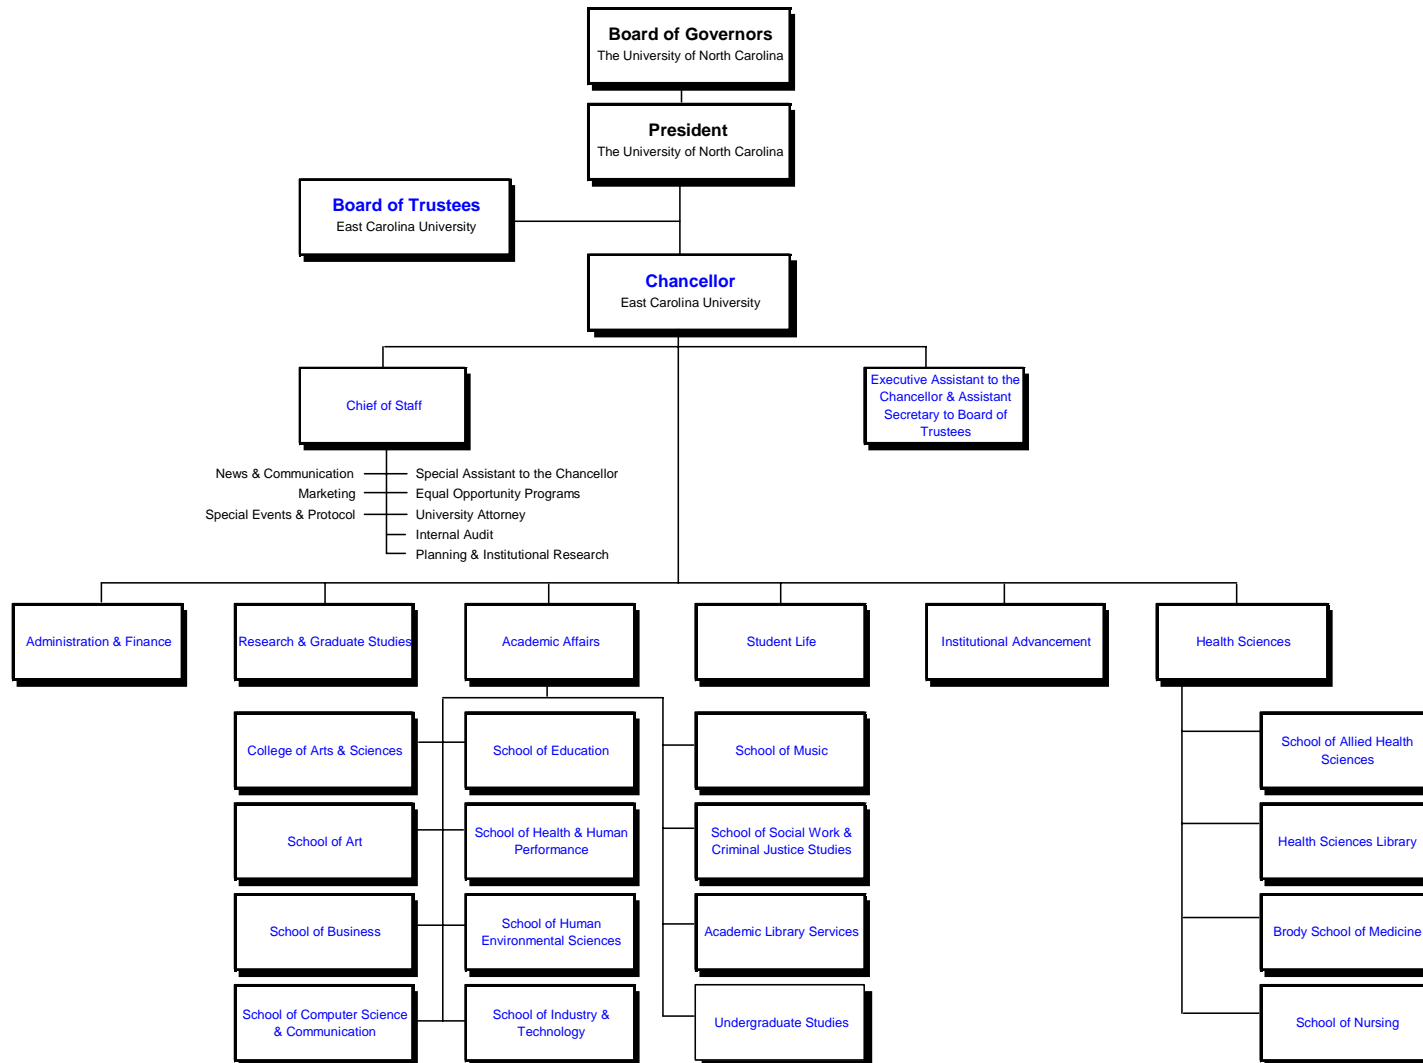 Board of Governors
The University of North Carolina
President
The University of North Carolina
Board of Trustees
East Carolina University
Chancellor
East Carolina University
Chief of Staff
Executive Assistant to the
Chancellor & Assistant
Secretary to Board of
Trustees
News & Communication
Special Assistant to the Chancellor
Marketing
Equal Opportunity Programs
Special Events & Protocol
University Attorney
Internal Audit
Planning & Institutional Research
Administration & Finance
Research & Graduate Studies
Academic Affairs
Student Life
Institutional Advancement
Health Sciences
College of Arts & Sciences
School of Education
School of Music
School of Allied Health
Sciences
School of Art
School of Health & Human
Performance
School of Social Work &
Criminal Justice Studies
Health Sciences Library
School of Business
School of Human
Environmental Sciences
Academic Library Services
Brody School of Medicine
School of Computer Science
& Communication
School of Industry &
Technology
Undergraduate Studies
School of Nursing